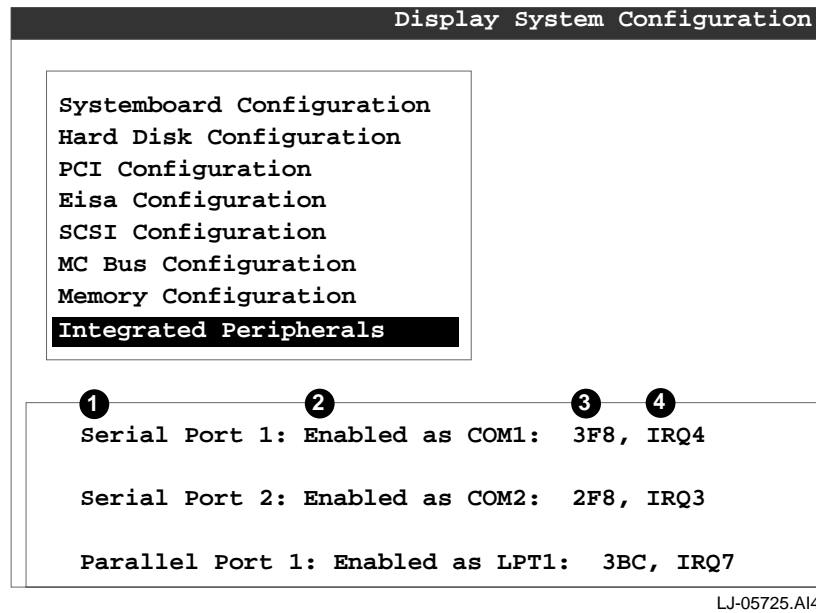 Display System Configuration
Systemboard Configuration
Hard Disk Configuration
PCI Configuration
Eisa Configuration
SCSI Configuration
MC Bus Configuration
Memory Configuration
Integrated Peripherals
1 2 3 4
Serial Port 1: Enabled as COM1: 3F8, IRQ4
Serial Port 2: Enabled as COM2: 2F8, IRQ3
Parallel Port 1: Enabled as LPT1: 3BC, IRQ7
LJ-05725.AI4